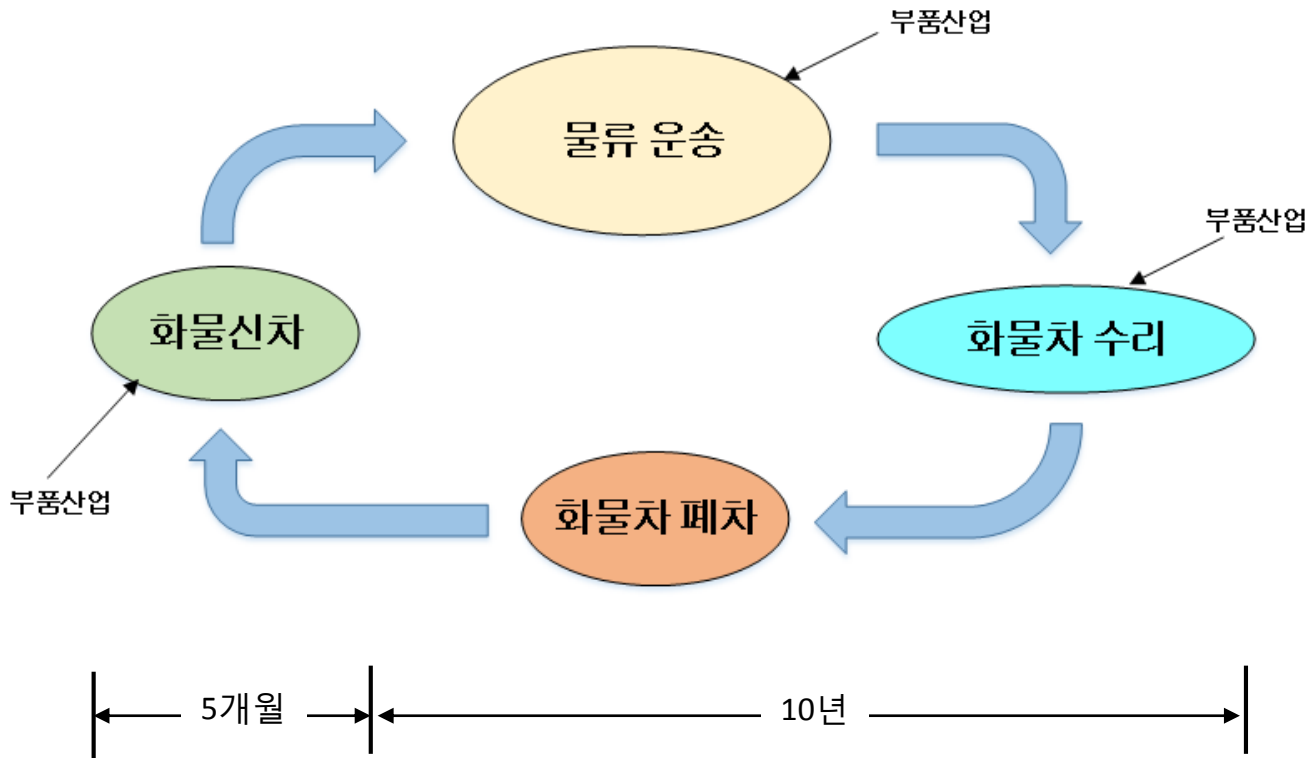 부품산업
물류 운송
부품산업
화물신차
화물차 수리
부품산업
화물차 폐차
5개월
10년